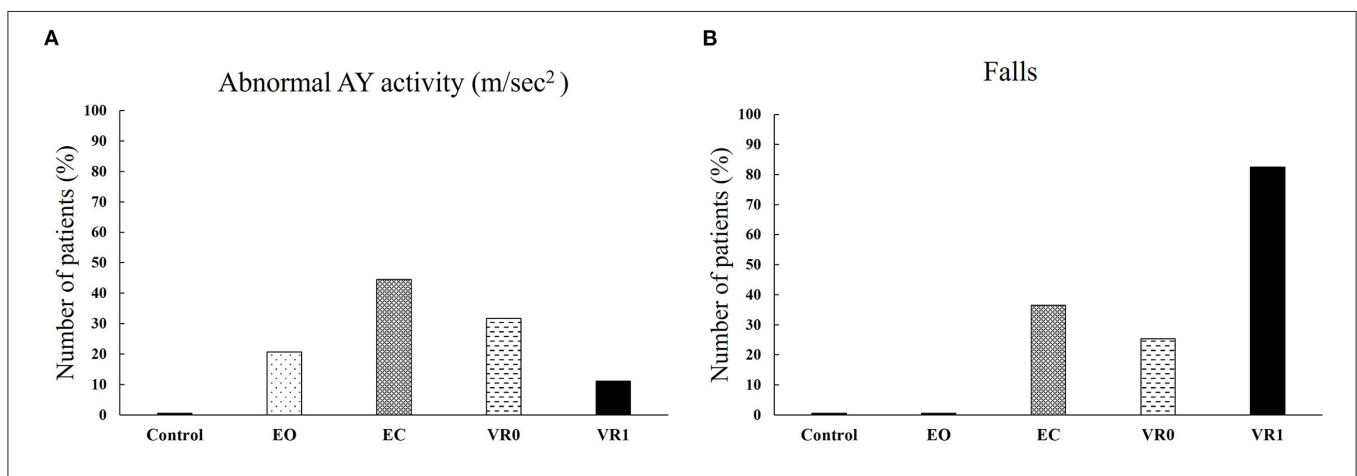 A
Abnormal AY activity (m/sec²)
Number of patients (%)
100
90
80
70
60
50
40
30
20
10
0
Control EO EC VR0 VR1
B
Falls
Number of patients (%)
100
90
80
70
60
50
40
30
20
10
0
Control EO EC VR0 VR1